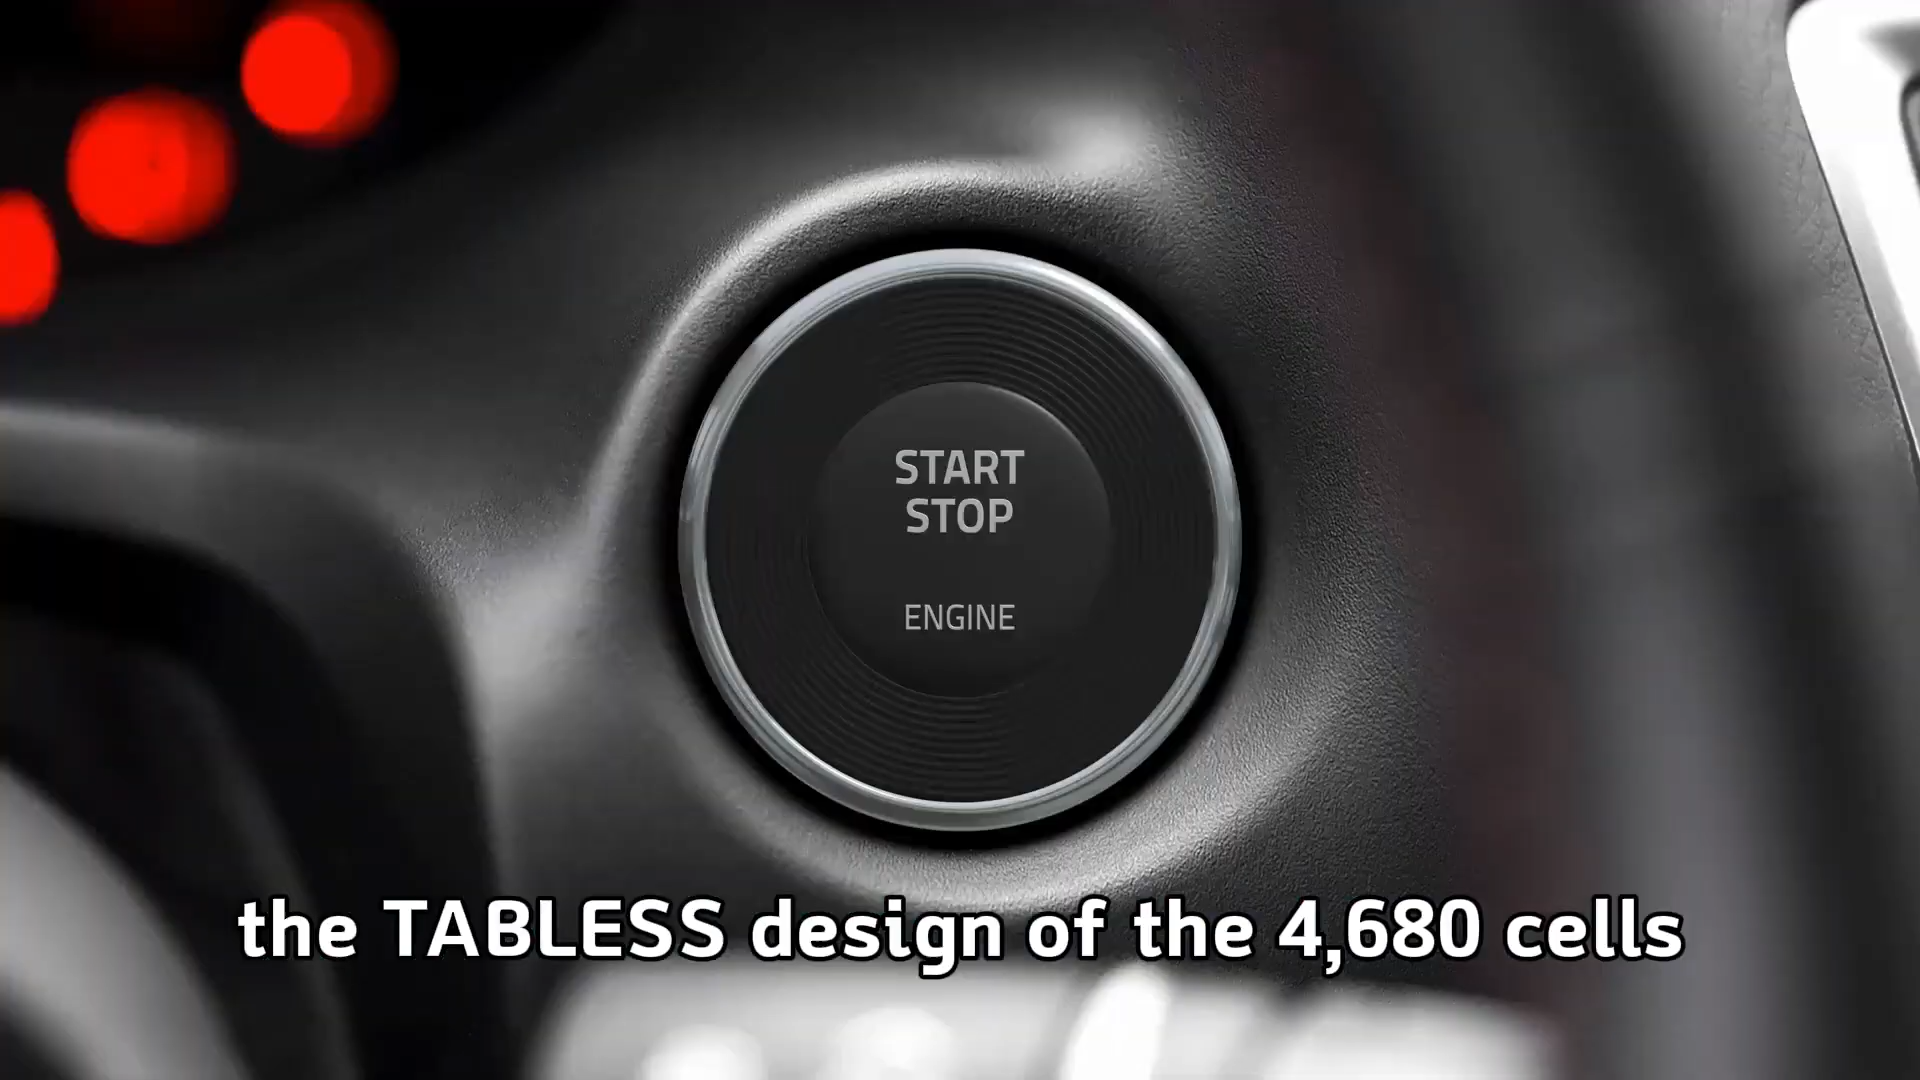 START
STOP
ENGINE
the TABLESS design of the 4,680 cells